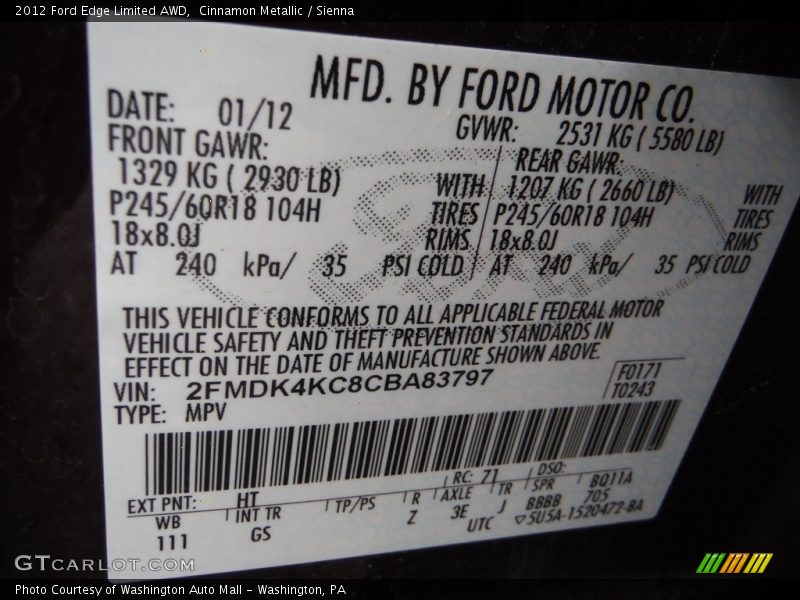 2012 Ford Edge Limited AWD,  Cinnamon Metallic / Sienna
MFD. BY FORD MOTOR CO.
DATE: 01/12
GVWR: 2531 KG ( 5580 LB)
FRONT GAWR:
REAR GAWR:
1329 KG ( 2930 LB) WITH
1207 KG ( 2660 LB) WITH
P245/60R18 104H TIRES
P245/60R18 104H TIRES
18x8.0J RIMS
18x8.0J RIMS
AT 240 kPa/ 35 PSI COLD
AT 240 kPa/ 35 PSI COLD
Ford
THIS VEHICLE CONFORMS TO ALL APPLICABLE FEDERAL MOTOR
VEHICLE SAFETY AND THEFT PREVENTION STANDARDS IN
EFFECT ON THE DATE OF MANUFACTURE SHOWN ABOVE.
VIN: 2FMDK4KC8CBA83797
F0171
TYPE: MPV
T0243
EXT PNT: HT RC: 71 DSO:
WB INT TR TP/PS R AXLE TR SPR BQ11A
111 GS Z 3E J BBBB 705
UTC 5U5A-1520472-BA
GTCARLOT.COM
Photo Courtesy of Washington Auto Mall - Washington, PA